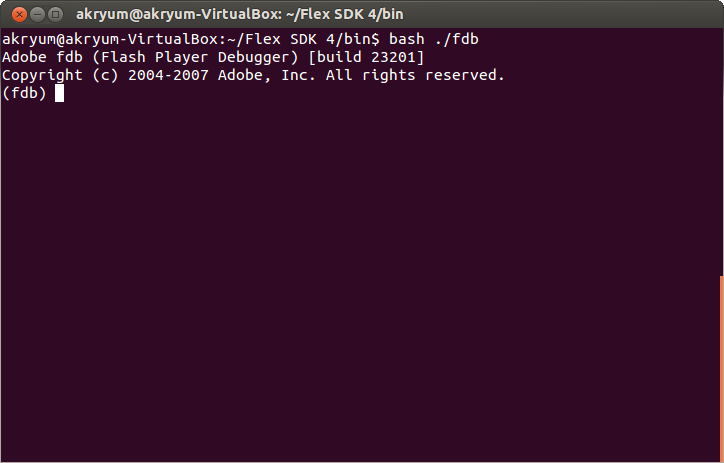 akryum@akryum-VirtualBox: ~/Flex SDK 4/bin
akryum@akryum-VirtualBox:~/Flex SDK 4/bin$ bash ./fdb
Adobe fdb (Flash Player Debugger) [build 23201]
Copyright (c) 2004-2007 Adobe, Inc. All rights reserved.
(fdb)